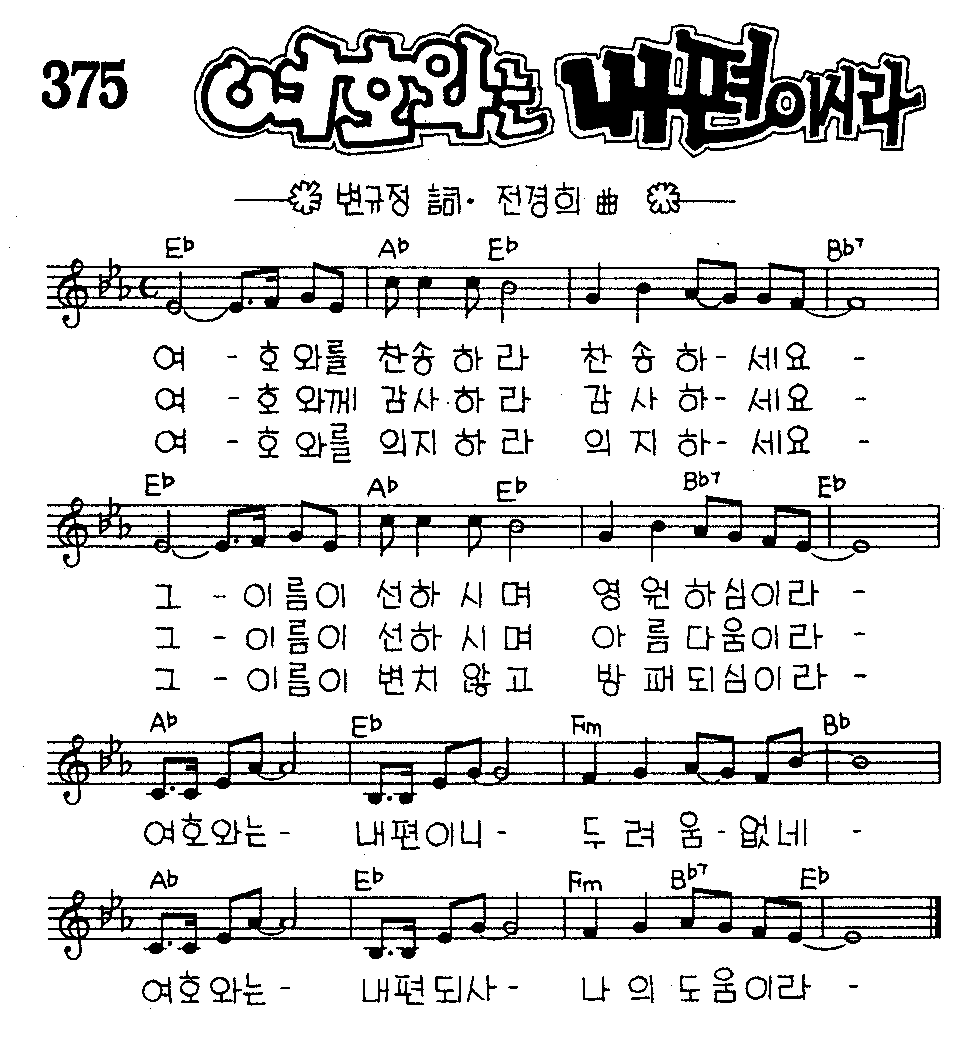 375 여호와는 내편이시라
변규정 詞· 전경희 曲
Eb Ab Eb Bb7
여 - 호와를 찬송하라 찬송하- 세요 -
여 - 호와께 감사하라 감사하- 세요 -
여 - 호와를 의지하라 의지하- 세요 -
Eb Ab Eb Bb7 Eb
그 - 이름이 선하시며 영원하심이라 -
그 - 이름이 선하시며 아름다움이라 -
그 - 이름이 변치않고 방패되심이라 -
Ab Eb Fm Bb
여호와는 - 내편이니 - 두려움 - 없네 -
Ab Eb Fm Bb7 Eb
여호와는 - 내편되사 - 나의 도움이라 -